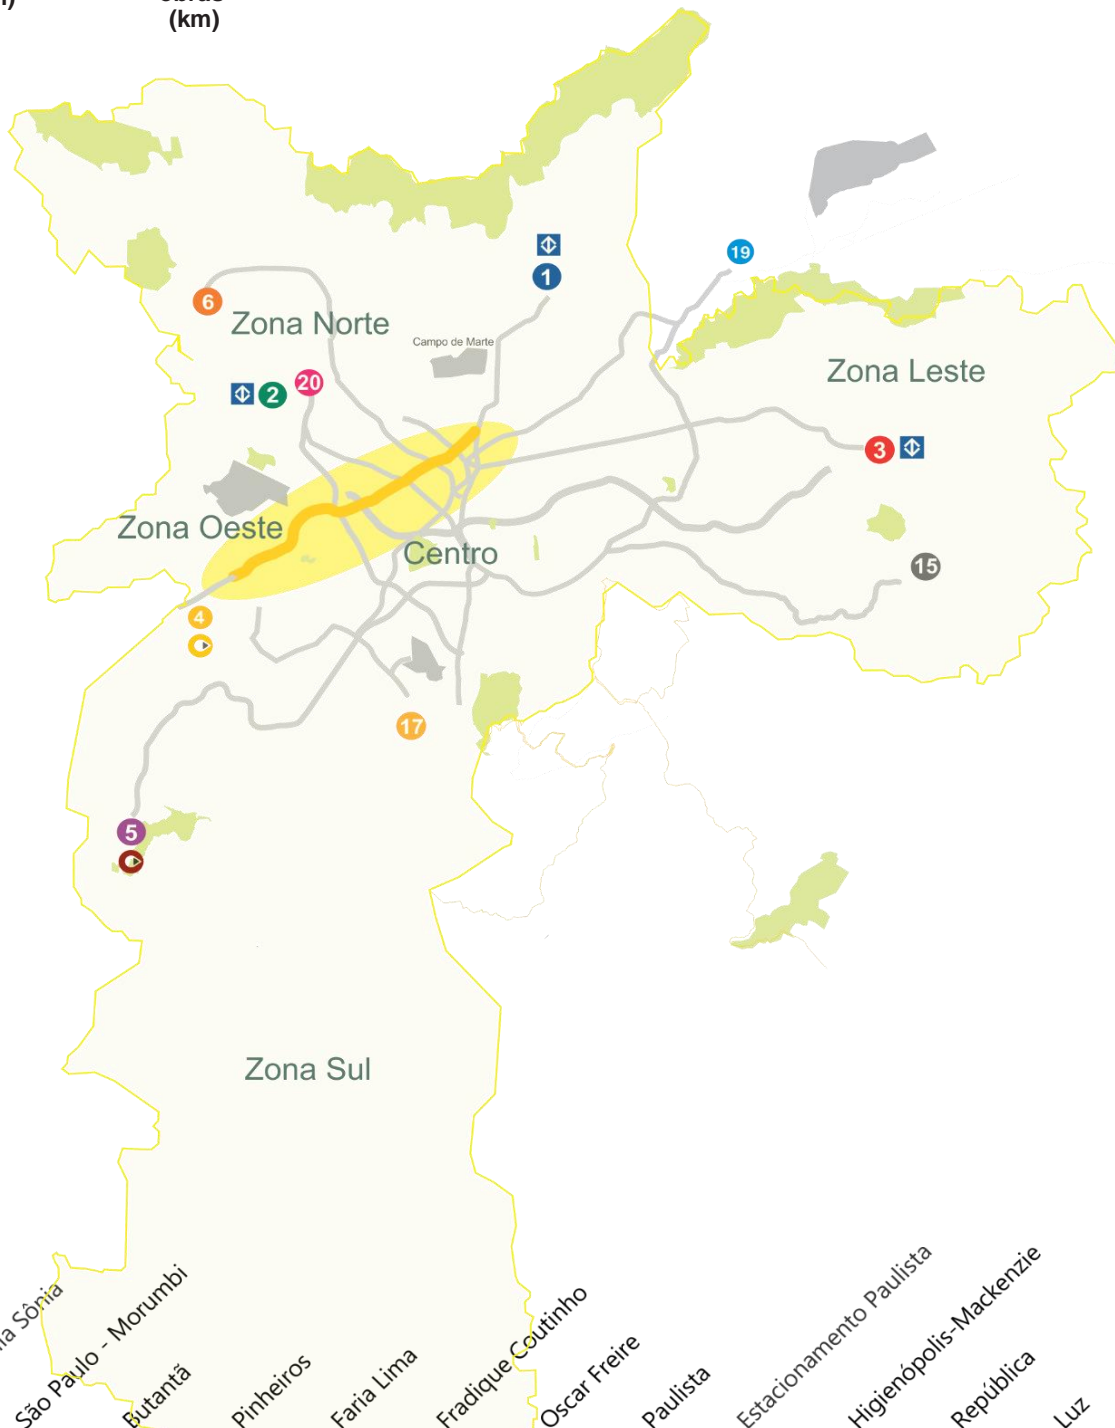 (km)
1
19
6
Zona Norte
Campo de Marte
Zona Leste
2
20
3
Zona Oeste
Centro
15
4
17
5
Zona Sul
Sônia
São Paulo - Morumbi
Butantã
Pinheiros
Faria Lima
Fradique Coutinho
Oscar Freire
Paulista
Estacionamento Paulista
Higienópolis-Mackenzie
República
Luz